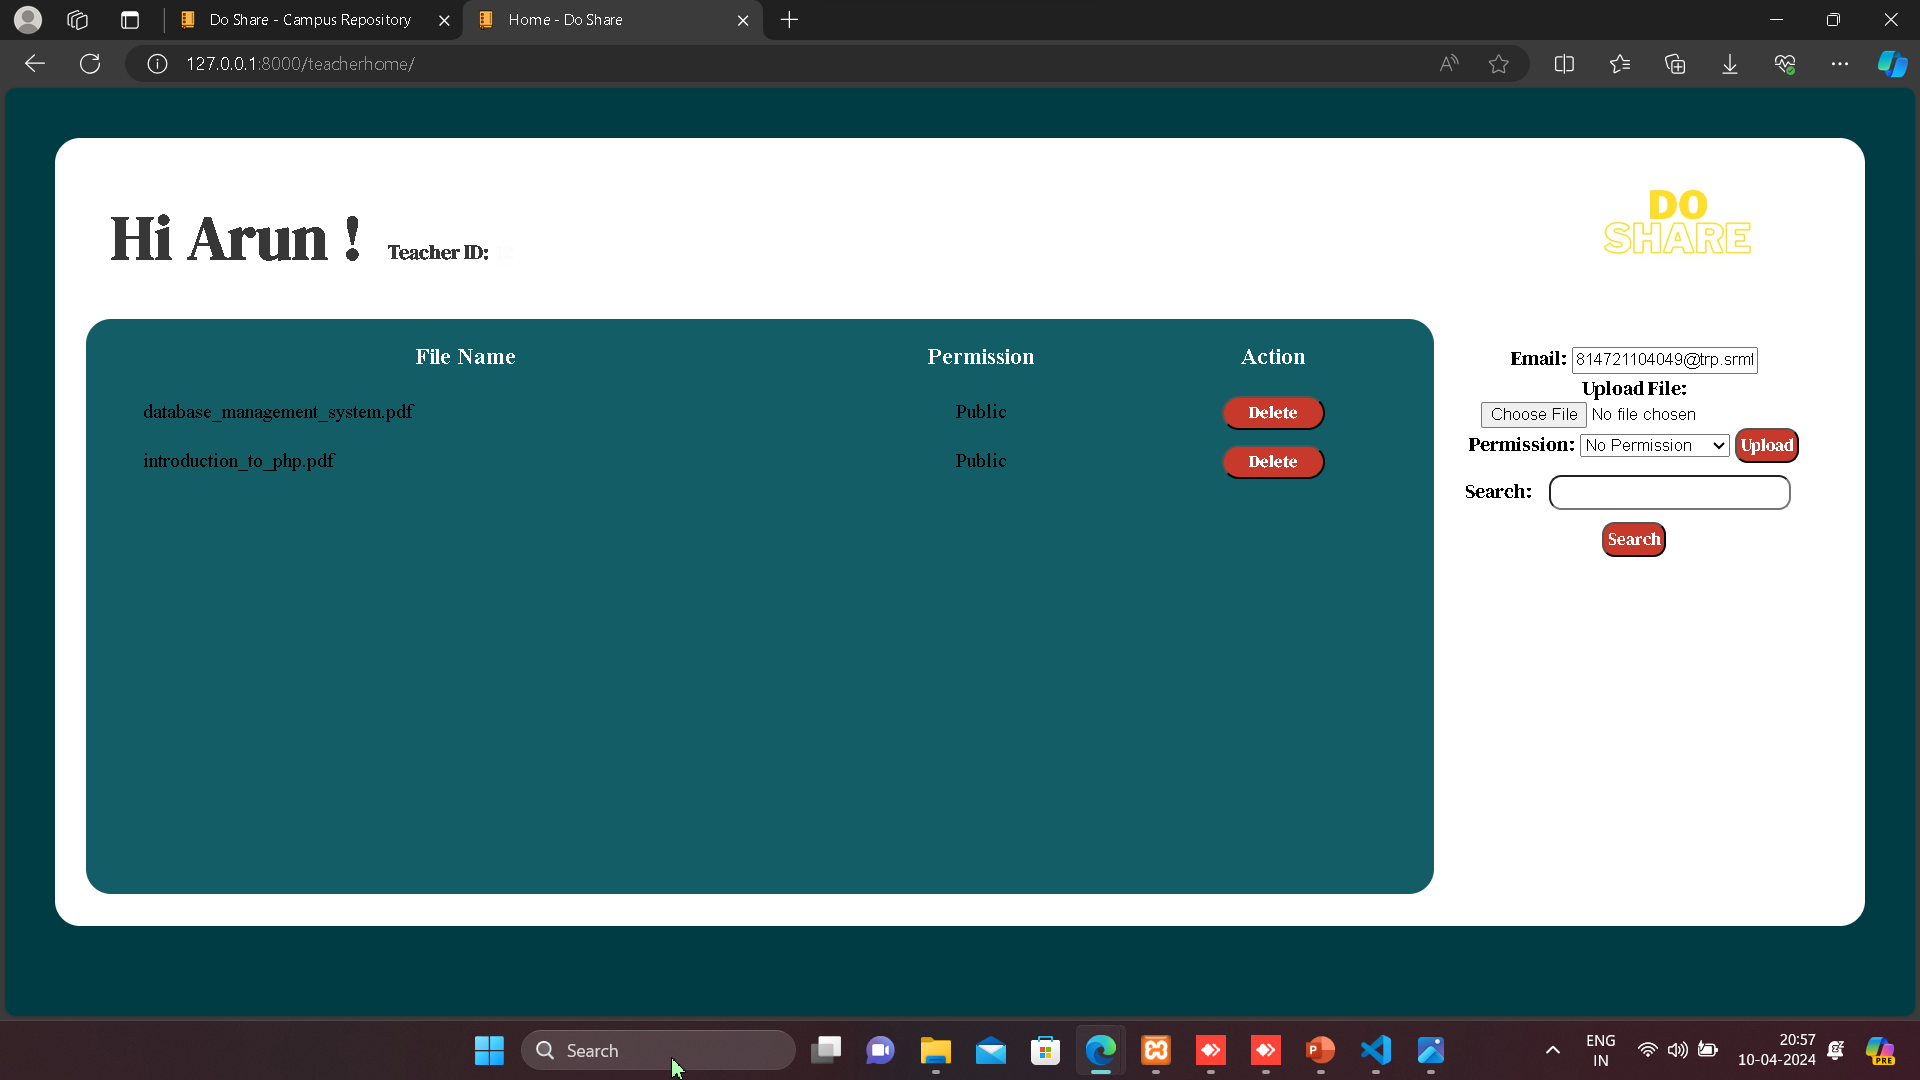 Do Share - Campus Repository
Home - Do Share
127.0.0.1:8000/teacherhome/
Hi Arun !
Teacher ID:
DO
SHARE
File Name Permission Action
database_management_system.pdf Public Delete
introduction_to_php.pdf Public Delete
Email: 814721104049@trp.srm
Upload File:
Choose File No file chosen
Permission: No Permission Upload
Search:
Search
Search
ENG
IN
20:57
10-04-2024
PRE